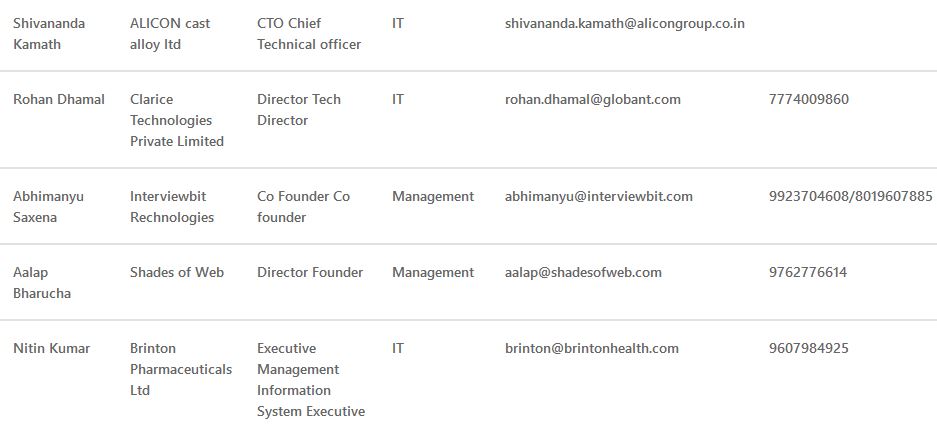 Shivananda ALICON cast CTO Chief IT shivananda.kamath@alicongroup.co.in
Kamath alloy ltd Technical officer
Rohan Dhamal Clarice Director Tech IT rohan.dhamal@globant.com 7774009860
Technologies Director
Private Limited
Abhimanyu Interviewbit Co Founder Co Management abhimanyu@interviewbit.com 9923704608/8019607885
Saxena Rechnologies founder
Aalap Shades of Web Director Founder Management aalap@shadesofweb.com 9762776614
Bharucha
Nitin Kumar Brinton Executive IT brinton@brintonhealth.com 9607984925
Pharmaceuticals Management
Ltd Information
System Executive